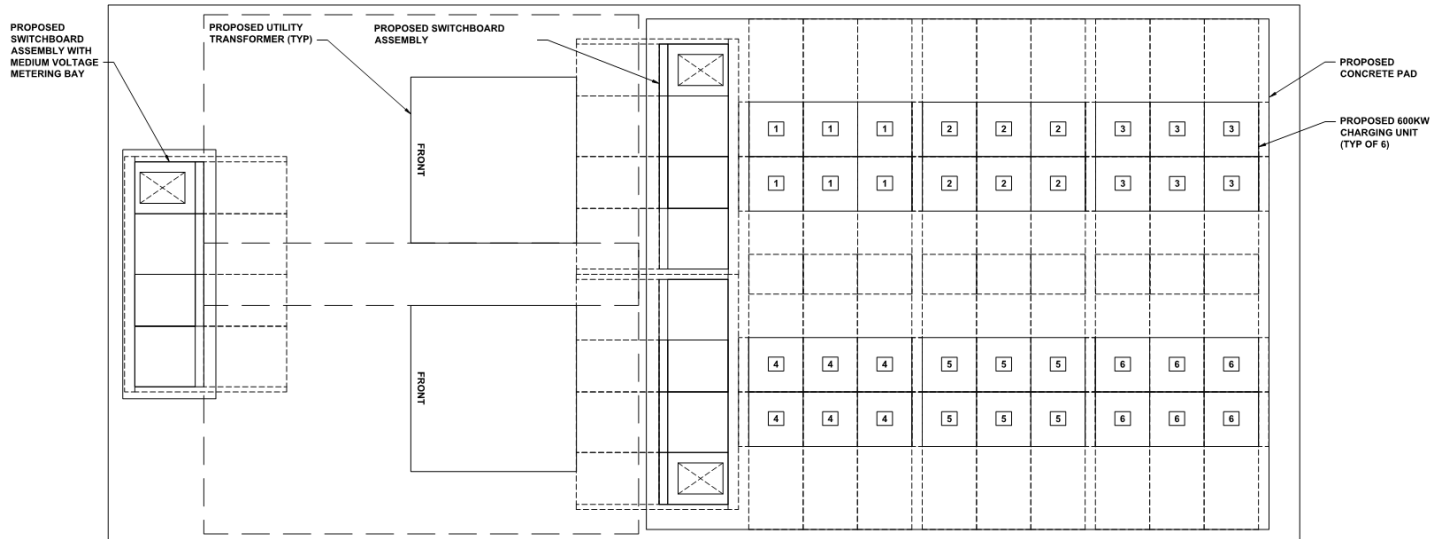 PROPOSED
SWITCHBOARD
ASSEMBLY WITH
MEDIUM VOLTAGE
METERING BAY
PROPOSED UTILITY
TRANSFORMER (TYP)
PROPOSED SWITCHBOARD
ASSEMBLY
PROPOSED
CONCRETE PAD
PROPOSED 600KW
CHARGING UNIT
(TYP OF 6)
FRONT
1 1 1 2 2 2 3 3 3
1 1 1 2 2 2 3 3 3
FRONT
4 4 4 5 5 5 6 6 6
4 4 4 5 5 5 6 6 6